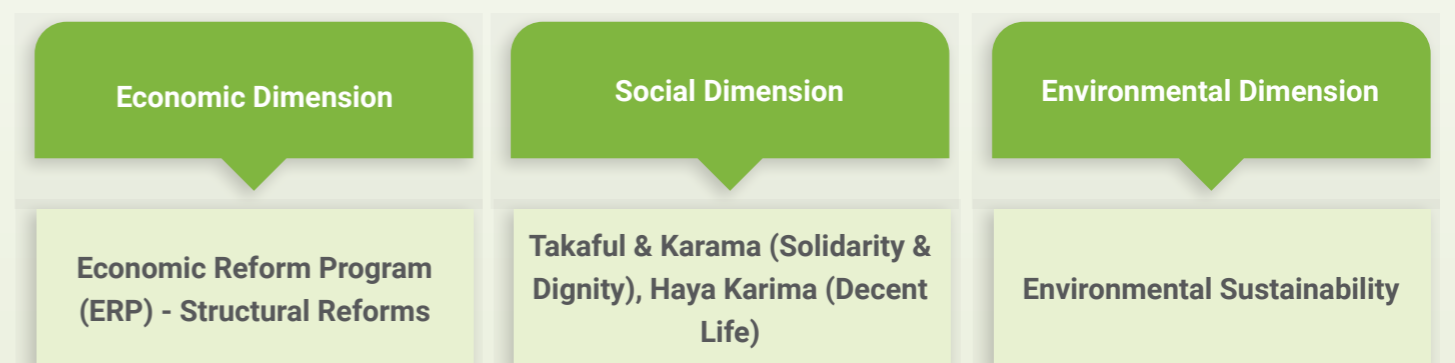 Economic Dimension
Social Dimension
Environmental Dimension
Economic Reform Program
(ERP) - Structural Reforms
Takaful & Karama (Solidarity &
Dignity), Haya Karima (Decent
Life)
Environmental Sustainability